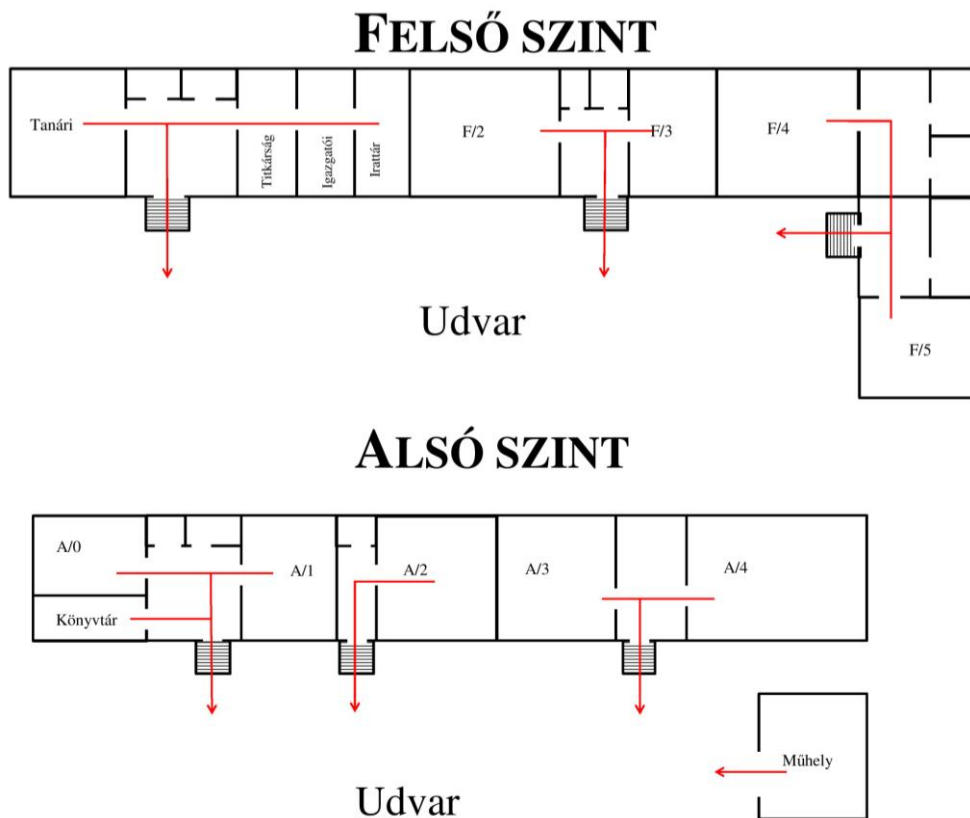 FELSŐ SZINT
Tanári
Titkárság
Igazgatói
Irattár
F/2
F/3
F/4
Udvar
F/5
ALSÓ SZINT
A/0
A/1
A/2
A/3
A/4
Könyvtár
Műhely
Udvar